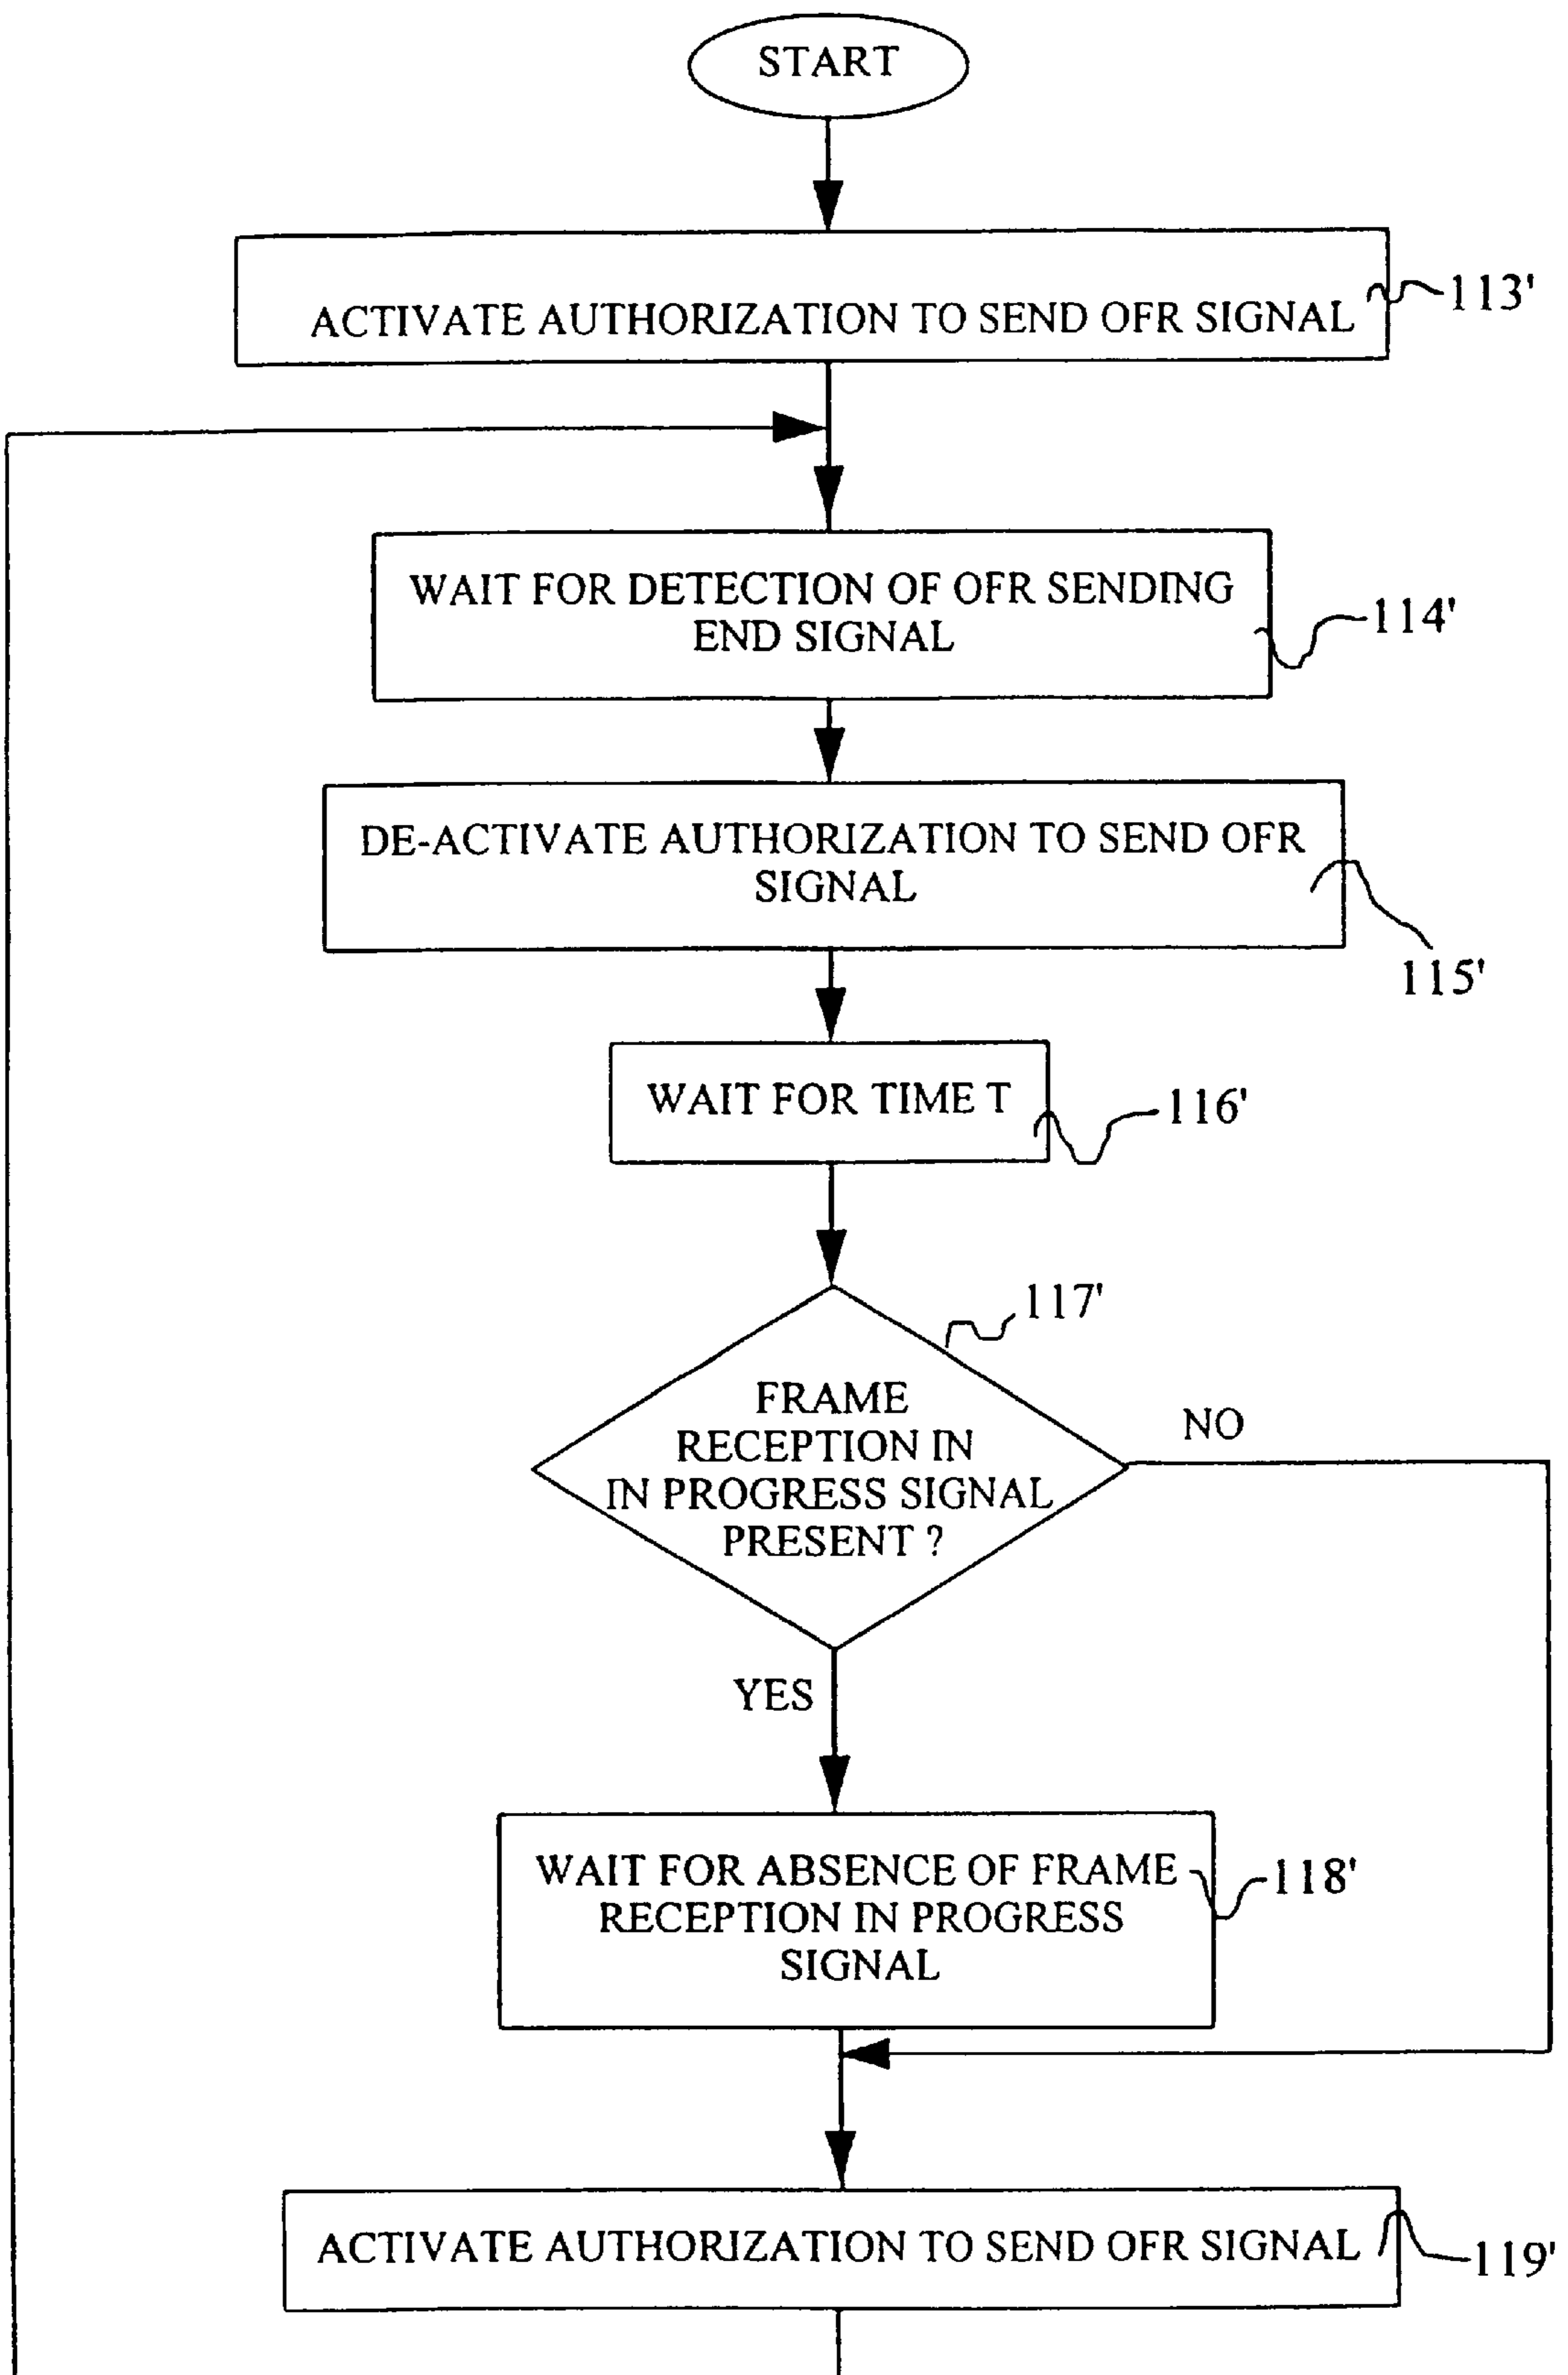 START
ACTIVATE AUTHORIZATION TO SEND OFR SIGNAL
113'
WAIT FOR DETECTION OF OFR SENDING
END SIGNAL
114'
DE-ACTIVATE AUTHORIZATION TO SEND OFR
SIGNAL
115'
WAIT FOR TIME T
116'
117'
FRAME
RECEPTION IN
IN PROGRESS SIGNAL
PRESENT ?
NO
YES
WAIT FOR ABSENCE OF FRAME
RECEPTION IN PROGRESS
SIGNAL
118'
ACTIVATE AUTHORIZATION TO SEND OFR SIGNAL
119'